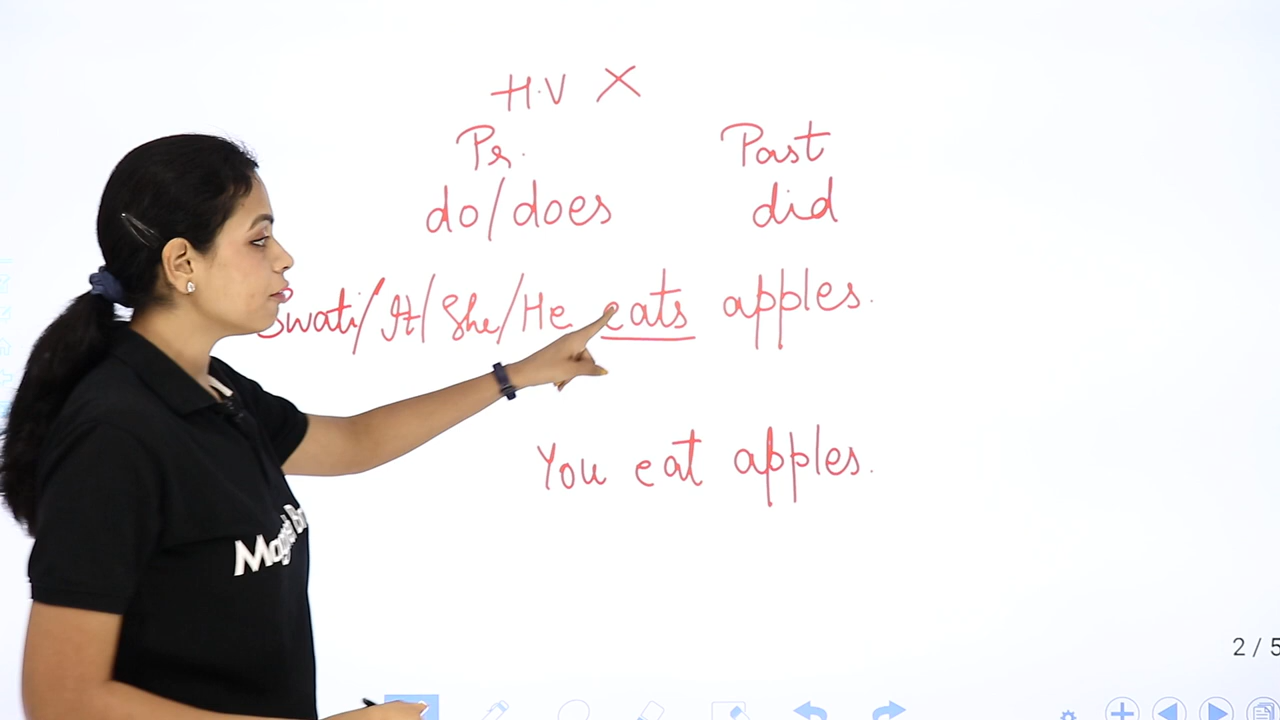 H.V X
Pr. Past
do/does did
Swati/It/She/He eats apples.
You eat apples.
2 / 5